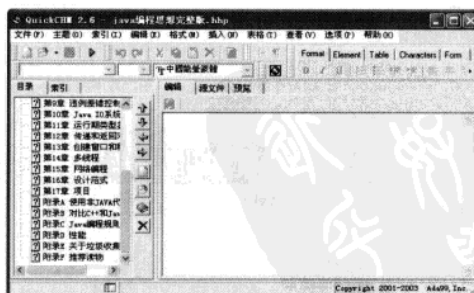 QuickCHM 2.6 - java编程思想完整版.hhp
文件(F) 主题(O) 索引(I) 编辑(E) 格式(M) 插入(W) 表格(T) 查看(V) 选项(P) 帮助(H)
Format Element Table Characters Form
目录 索引 编辑 源文件 预览
第9章 违例差错控制
第10章 Java IO系统
第11章 运行期类型
第12章 传递和返回
第13章 创建窗口和
第14章 多线程
第15章 网络编程
第16章 设计范式
第17章 项目
附录A 使用非JAVA代
附录B 对比C++和Jav
附录C Java编程规则
附录D 性能
附录E 关于垃圾收集
附录F 推荐读物
Copyright 2001-2003 Ada99, Inc.